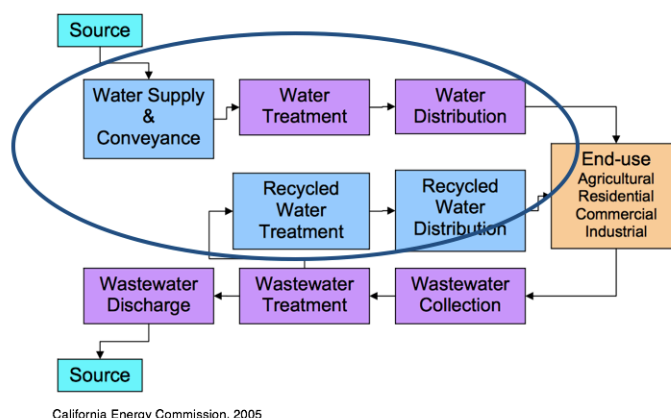 Source
Water Supply
&
Conveyance
Water
Treatment
Water
Distribution
End-use
Agricultural
Residential
Commercial
Industrial
Recycled
Water
Treatment
Recycled
Water
Distribution
Wastewater
Discharge
Wastewater
Treatment
Wastewater
Collection
Source
California Energy Commission, 2005